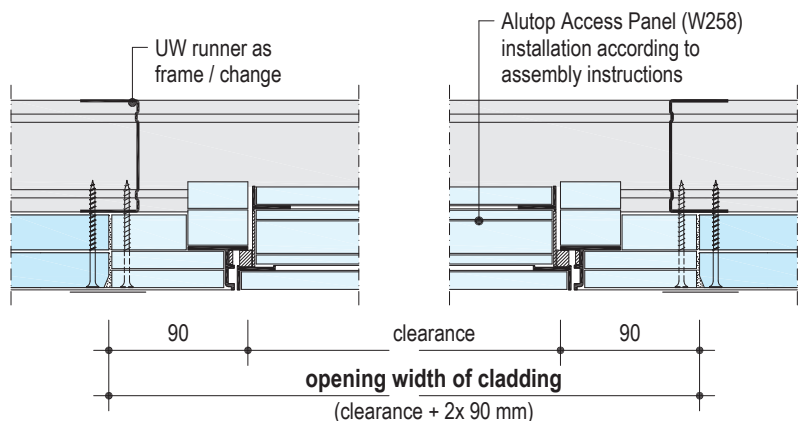 UW runner as
frame / change
Alutop Access Panel (W258)
installation according to
assembly instructions
90
clearance
90
opening width of cladding
(clearance + 2x 90 mm)